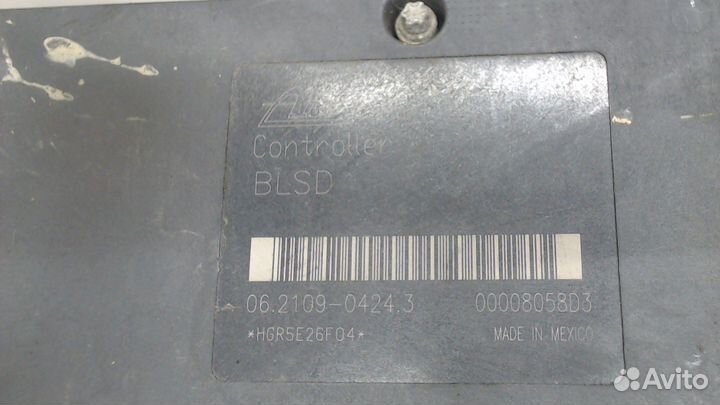 Controller
BLSD
06.2109-0424.3 00008058D3
*HGR5E26F04* MADE IN MEXICO
Avito